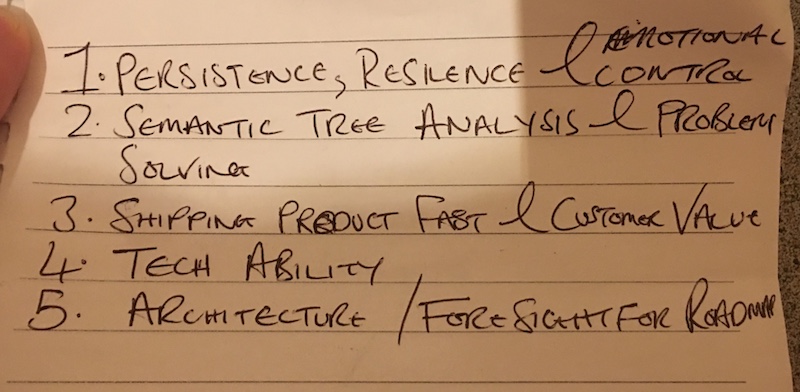 1. PERSISTENCE, RESILENCE & EMOTIONAL
CONTROL
2. SEMANTIC TREE ANALYSIS & PROBLEM
SOLVING
3. SHIPPING PRODUCT FAST & CUSTOMER VALUE
4. TECH ABILITY
5. ARCHITECTURE / FORESIGHT FOR ROADMAP